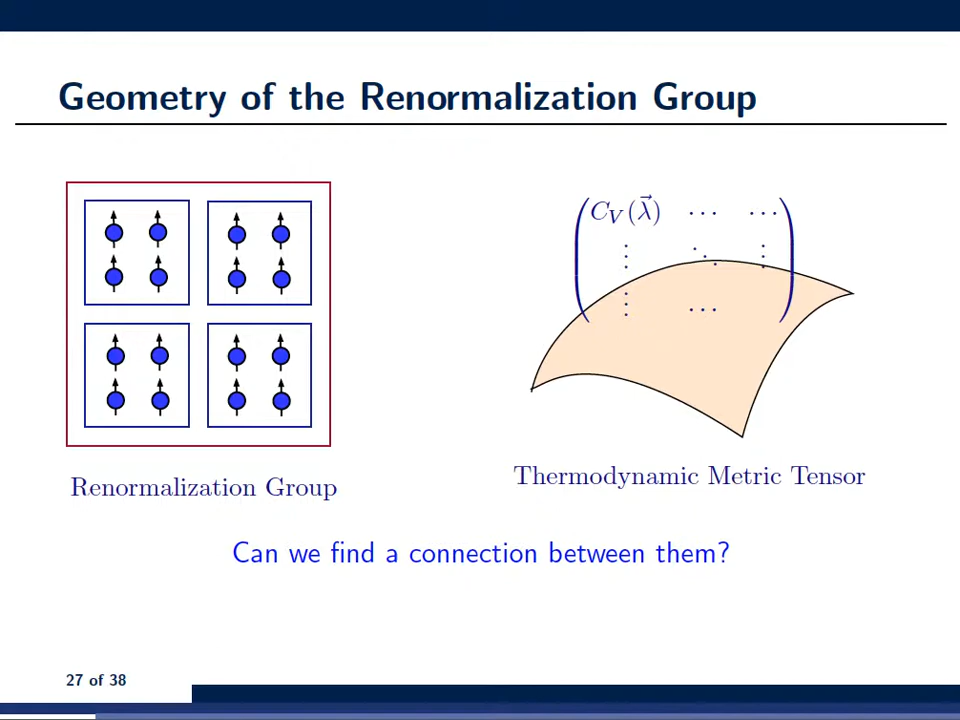 Geometry of the Renormalization Group
C_V(λ⃗) ⋯ ⋯
⋮ ⋱ ⋮
⋮ ⋯
Renormalization Group
Thermodynamic Metric Tensor
Can we find a connection between them?
27 of 38